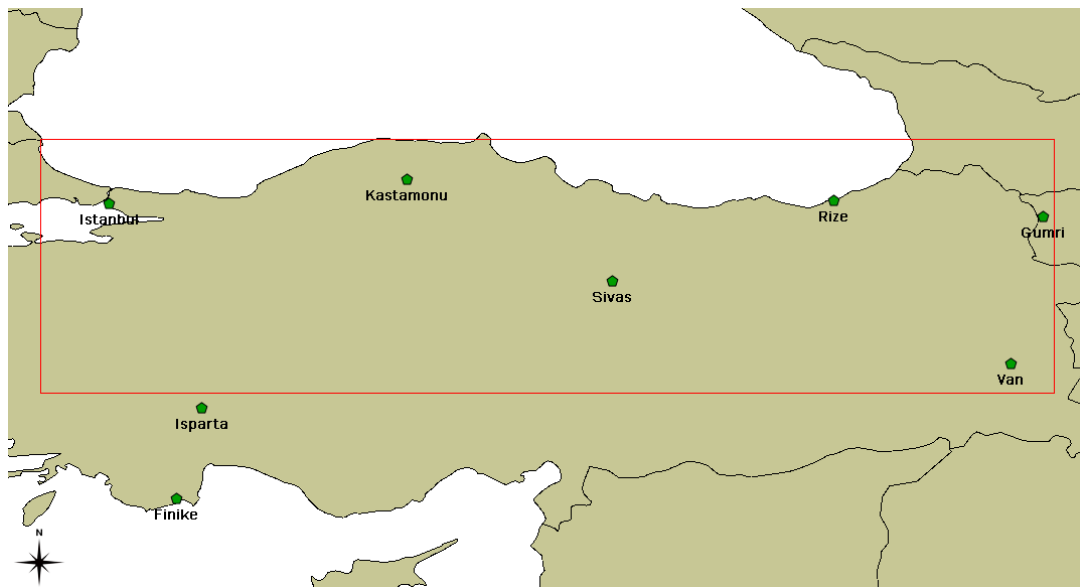 Kastamonu
Istanbul
Rize
Gumri
Sivas
Van
Isparta
Finike
N